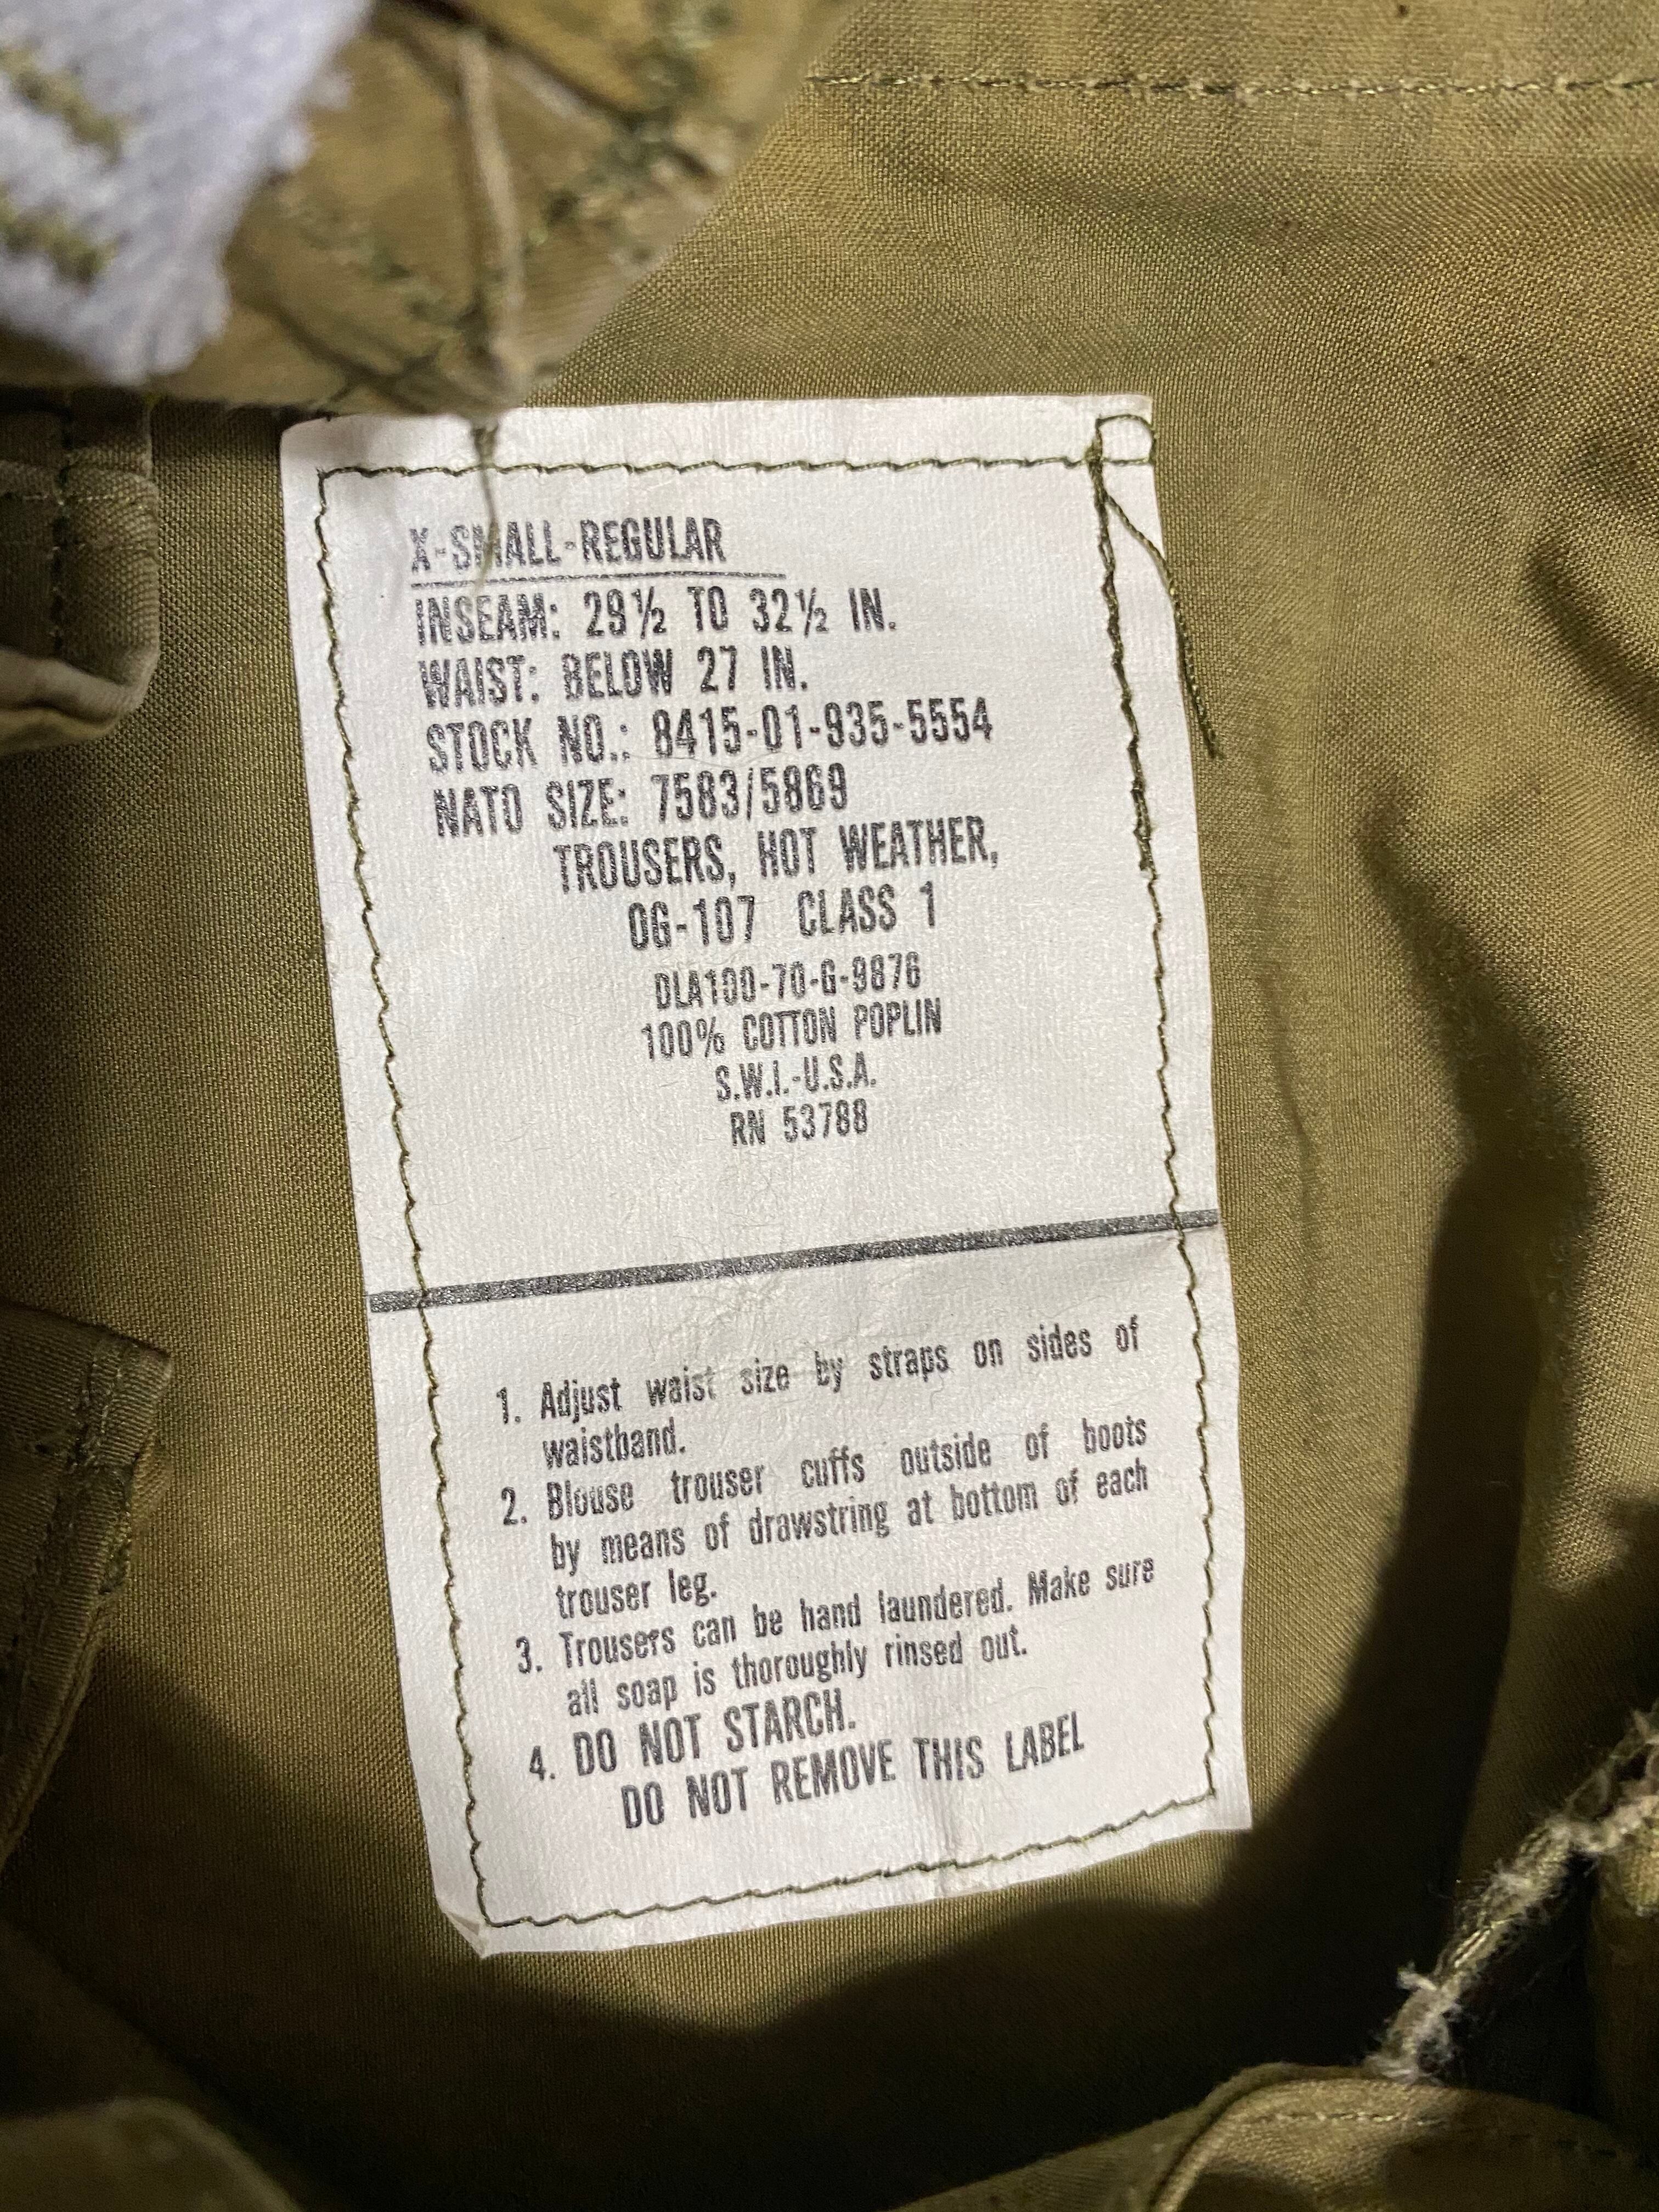 X-SMALL-REGULAR
INSEAM: 29½ TO 32½ IN.
WAIST: BELOW 27 IN.
STOCK NO.: 8415-01-935-5554
NATO SIZE: 7583/5869
TROUSERS, HOT WEATHER,
OG-107 CLASS 1
DLA100-70-G-9876
100% COTTON POPLIN
S.W.I.-U.S.A.
RN 53788
1. Adjust waist size by straps on sides of
waistband.
2. Blouse trouser cuffs outside of boots
by means of drawstring at bottom of each
trouser leg.
3. Trousers can be hand laundered. Make sure
all soap is thoroughly rinsed out.
4. DO NOT STARCH.
DO NOT REMOVE THIS LABEL